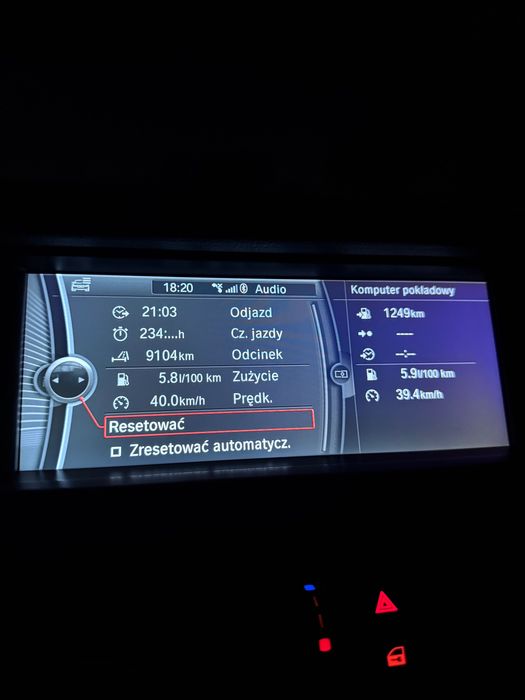 18:20 Audio
21:03 Odjazd
234:...h Cz. jazdy
9104km Odcinek
5.8l/100 km Zużycie
40.0km/h Prędk.
Resetować
Zresetować automatycz.
Komputer pokładowy
1249km
----
--:--
5.9l/100 km
39.4km/h